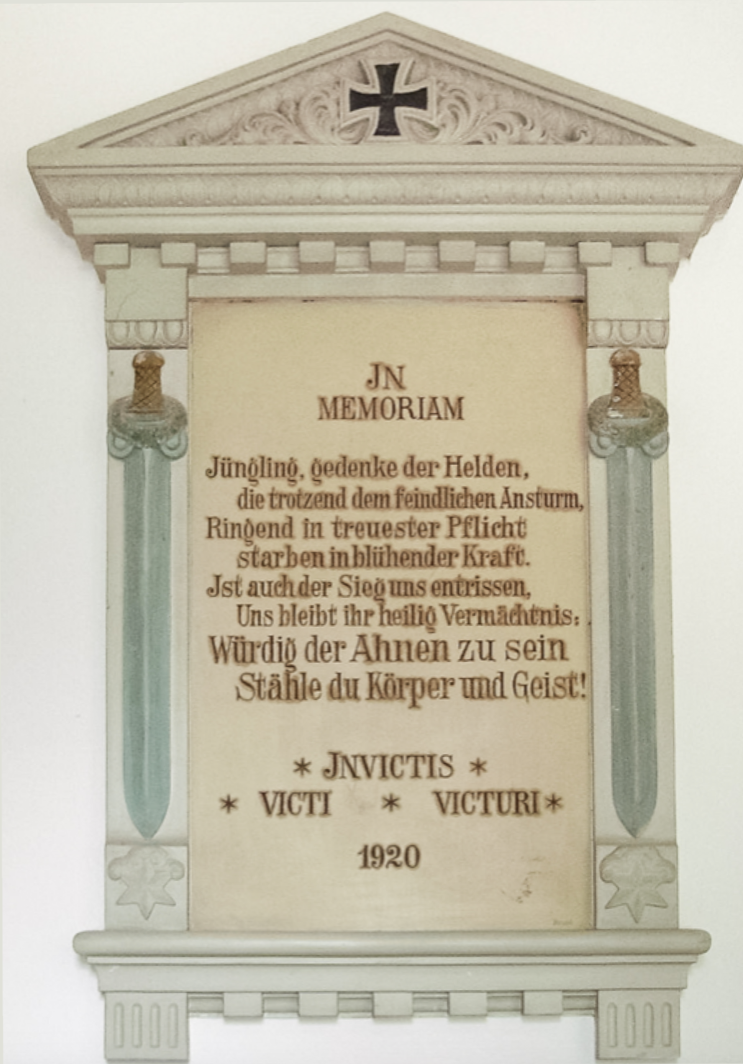 JN
MEMORIAM
Jüngling, gedenke der Helden,
die trotzend dem feindlichen Ansturm,
Ringend in treuester Pflicht
starben in blühender Kraft.
Jst auch der Sieg uns entrissen,
Uns bleibt ihr heilig Vermächtnis:
Würdig der Ahnen zu sein
Stähle du Körper und Geist!
* JNVICTIS *
* VICTI * VICTURI *
1920